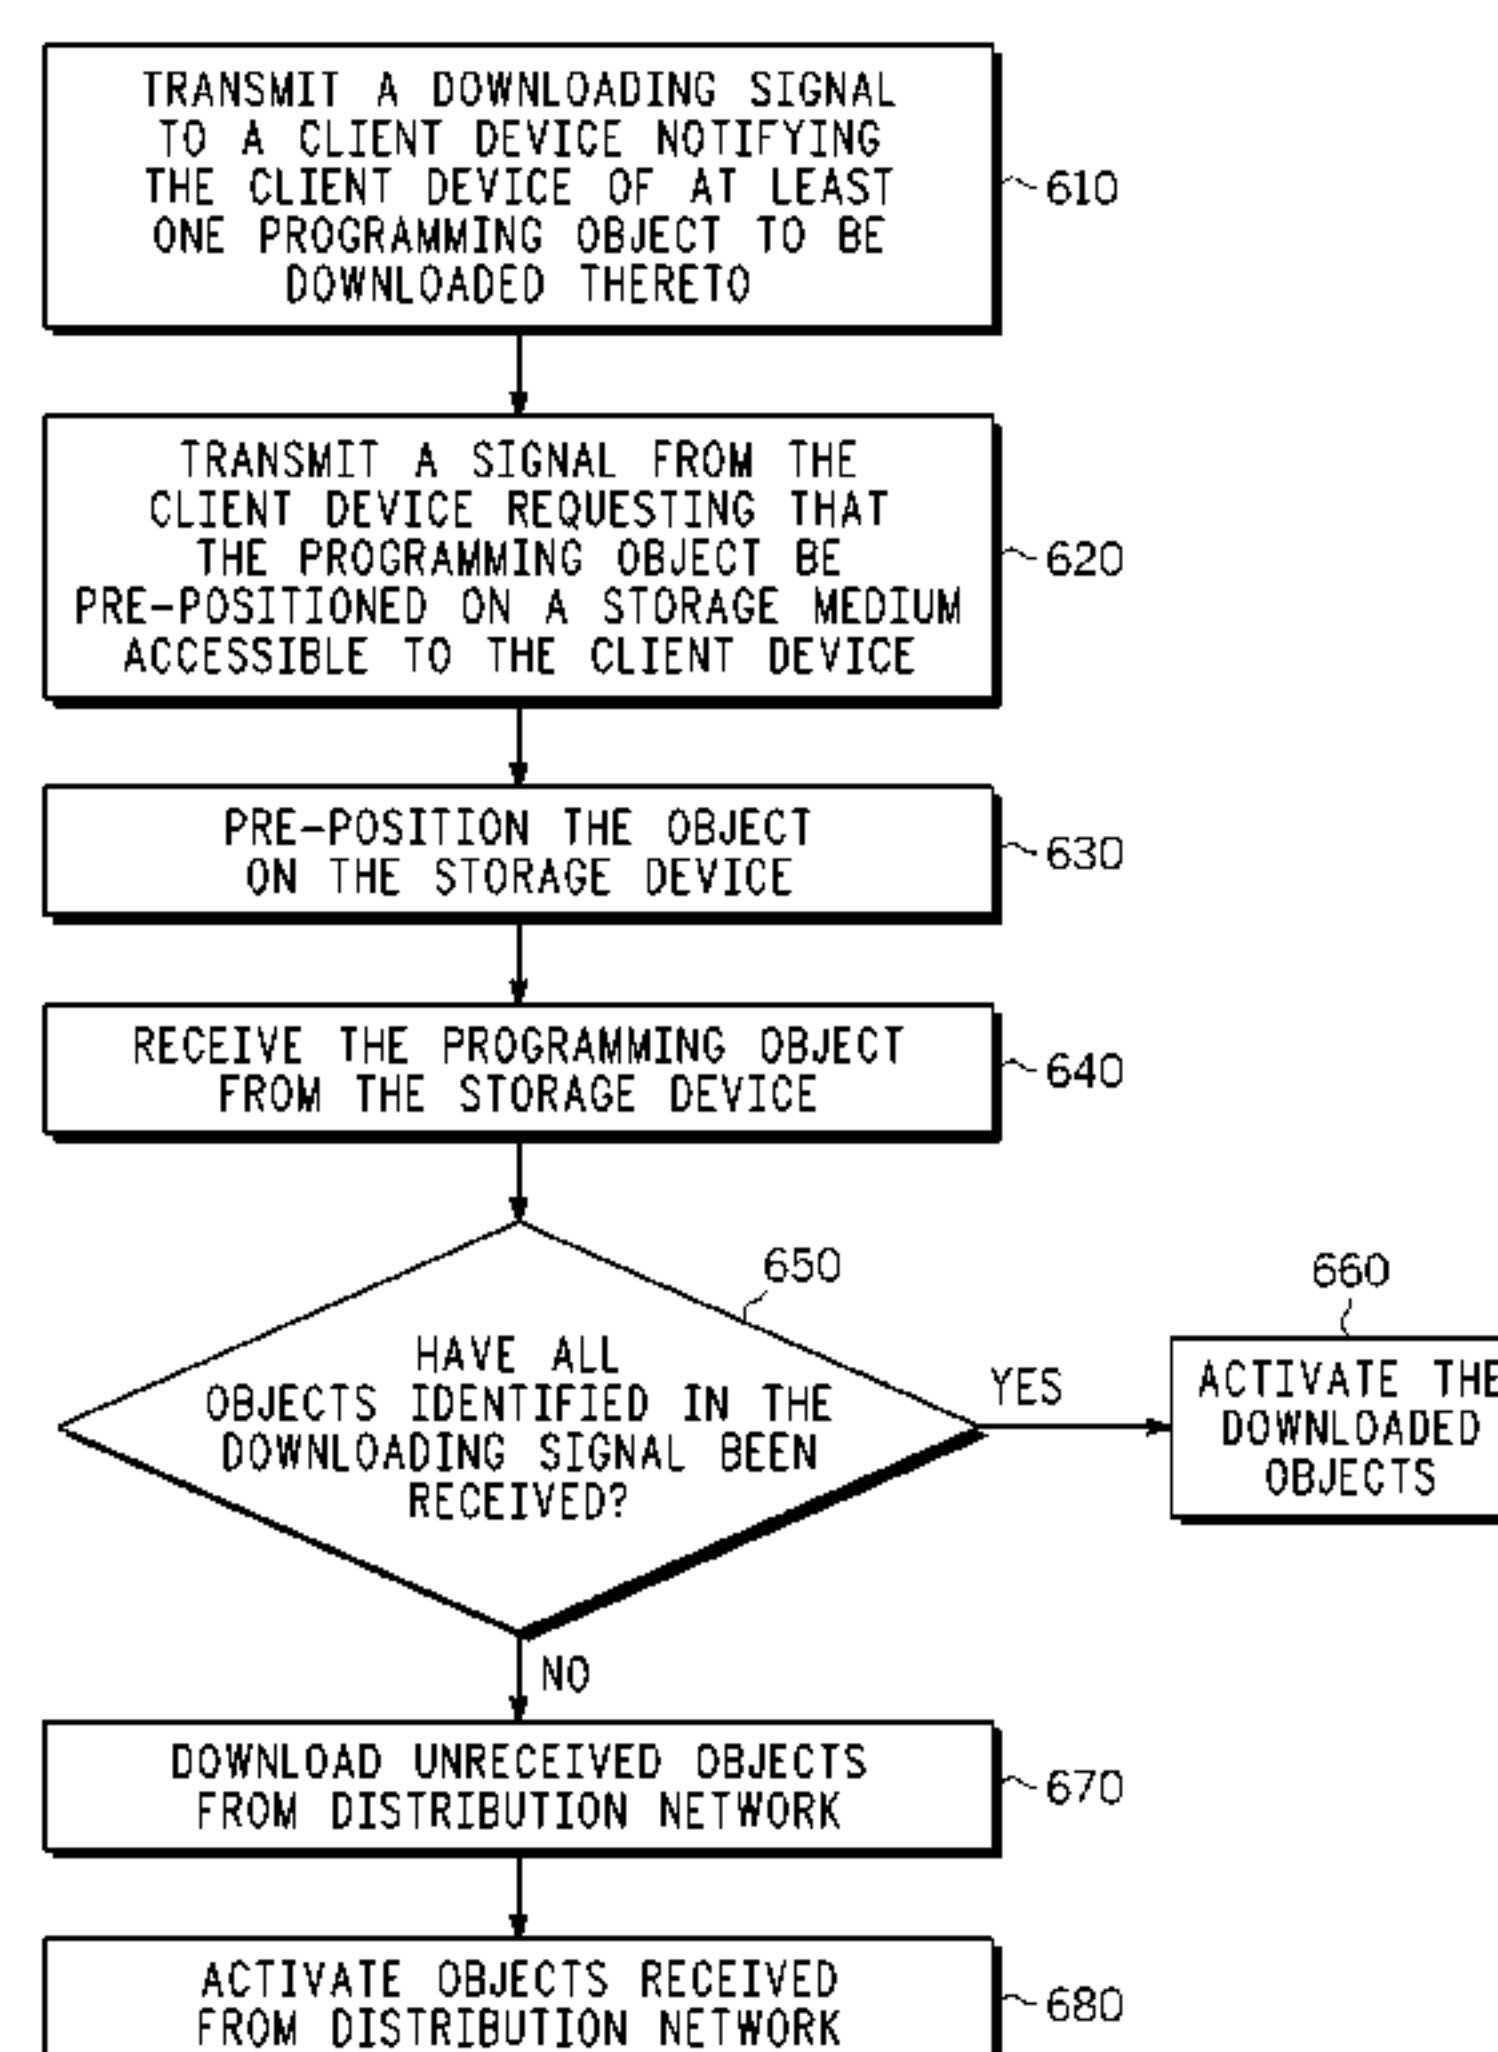 TRANSMIT A DOWNLOADING SIGNAL
TO A CLIENT DEVICE NOTIFYING
THE CLIENT DEVICE OF AT LEAST
ONE PROGRAMMING OBJECT TO BE
DOWNLOADED THERETO
610
TRANSMIT A SIGNAL FROM THE
CLIENT DEVICE REQUESTING THAT
THE PROGRAMMING OBJECT BE
PRE-POSITIONED ON A STORAGE MEDIUM
ACCESSIBLE TO THE CLIENT DEVICE
620
PRE-POSITION THE OBJECT
ON THE STORAGE DEVICE
630
RECEIVE THE PROGRAMMING OBJECT
FROM THE STORAGE DEVICE
640
650
HAVE ALL
OBJECTS IDENTIFIED IN THE
DOWNLOADING SIGNAL BEEN
RECEIVED?
YES
660
ACTIVATE THE
DOWNLOADED
OBJECTS
NO
DOWNLOAD UNRECEIVED OBJECTS
FROM DISTRIBUTION NETWORK
670
ACTIVATE OBJECTS RECEIVED
FROM DISTRIBUTION NETWORK
680